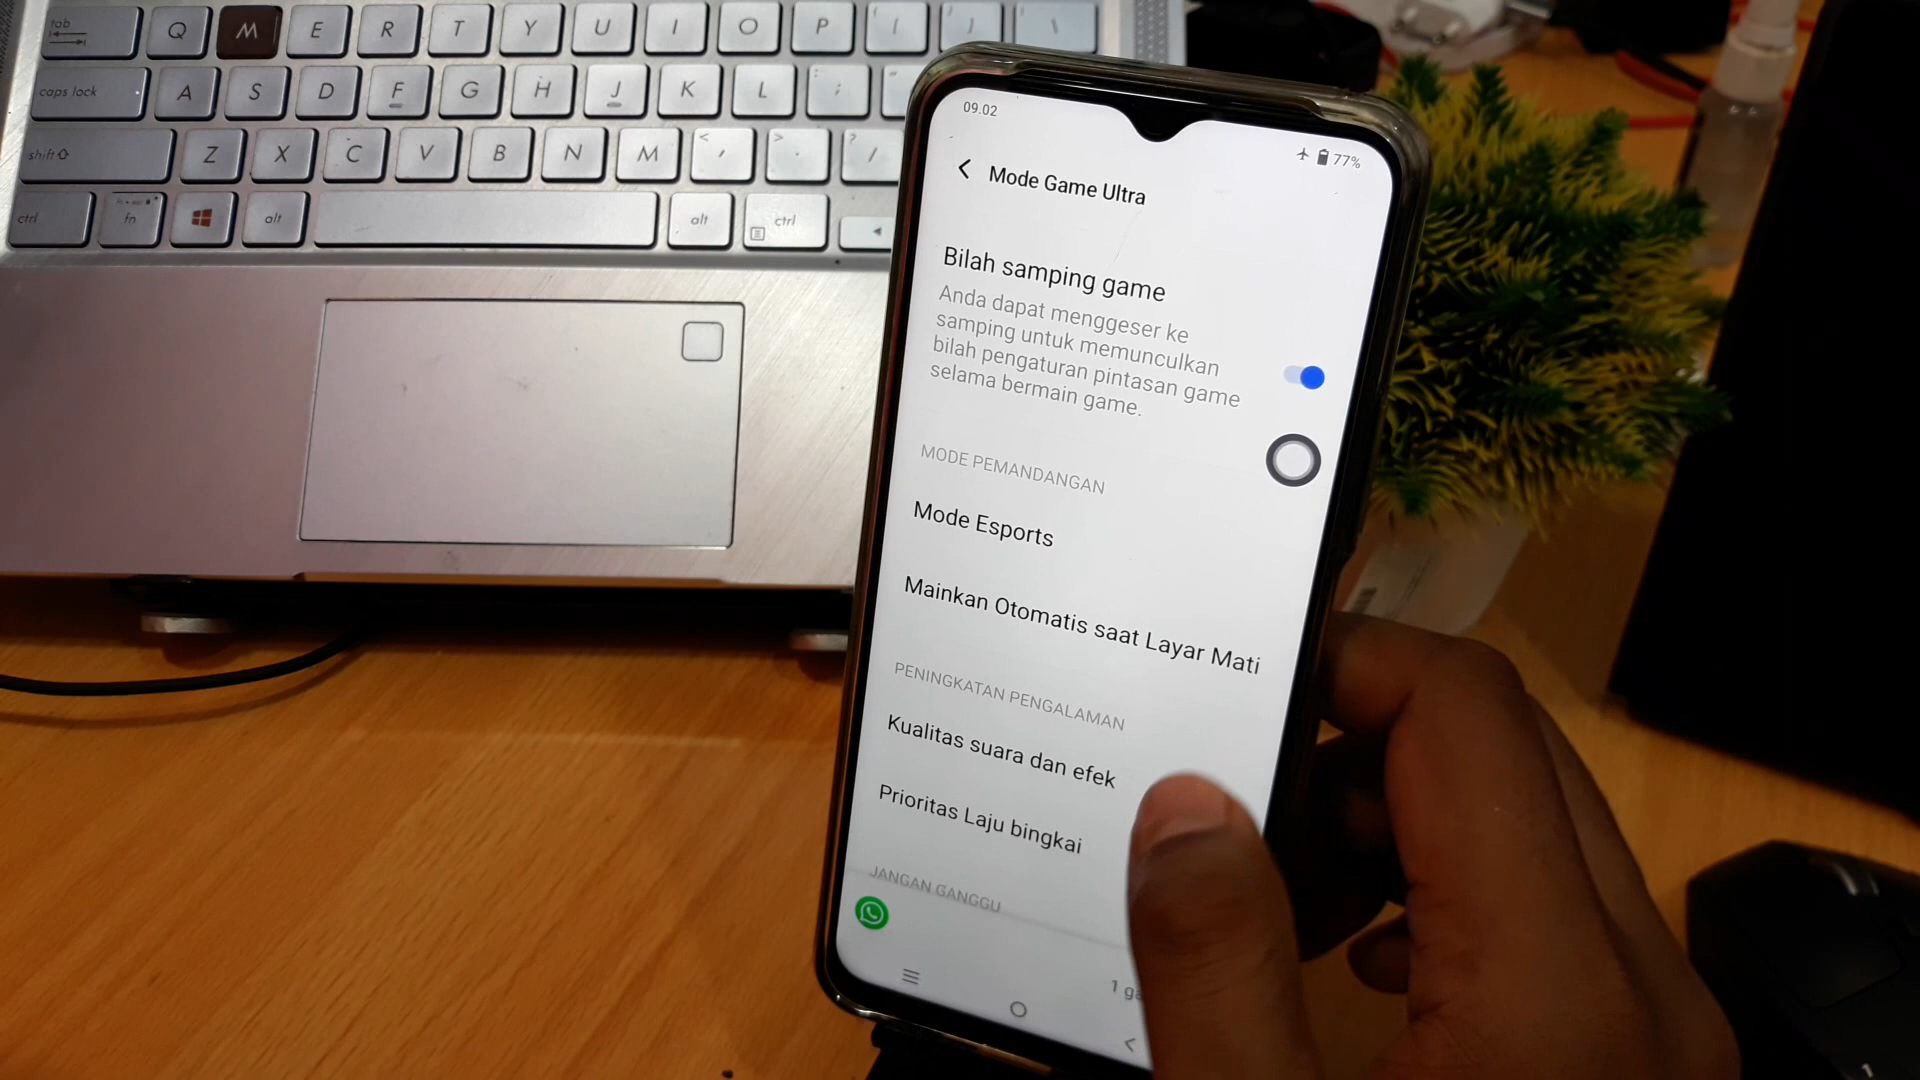 tab
Q M E R T Y U I O P [ ] \
caps lock A S D F G H J K L ;
shift Z X C V B N M < , > . ? /
ctrl fn alt alt ctrl
09.02
77%
Mode Game Ultra
Bilah samping game
Anda dapat menggeser ke
samping untuk memunculkan
bilah pengaturan pintasan game
selama bermain game.
MODE PEMANDANGAN
Mode Esports
Mainkan Otomatis saat Layar Mati
PENINGKATAN PENGALAMAN
Kualitas suara dan efek
Prioritas Laju bingkai
JANGAN GANGGU
1